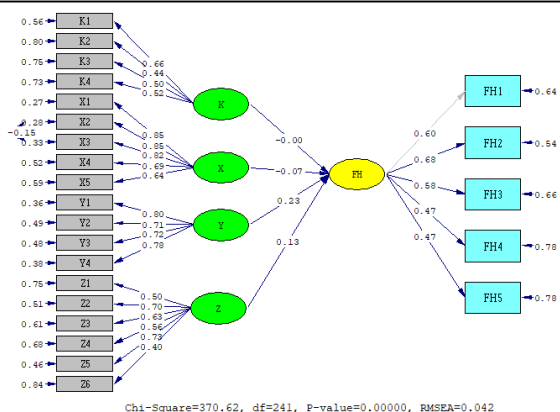 0.56 K1
0.80 K2
0.75 K3
0.73 K4
0.27 X1
0.28 X2
-0.15
0.33 X3
0.52 X4
0.59 X5
0.36 Y1
0.49 Y2
0.48 Y3
0.38 Y4
0.75 Z1
0.51 Z2
0.61 Z3
0.68 Z4
0.46 Z5
0.84 Z6
0.66
0.44
0.50
0.52
0.85
0.85
0.82
0.69
0.64
0.80
0.71
0.72
0.78
0.50
0.70
0.63
0.56
0.73
0.40
K
X
Y
Z
-0.00
-0.07
0.23
0.13
FH
0.60
0.68
0.58
0.47
0.47
FH1 0.64
FH2 0.54
FH3 0.66
FH4 0.78
FH5 0.78
Chi-Square=370.62, df=241, P-value=0.00000, RMSEA=0.042